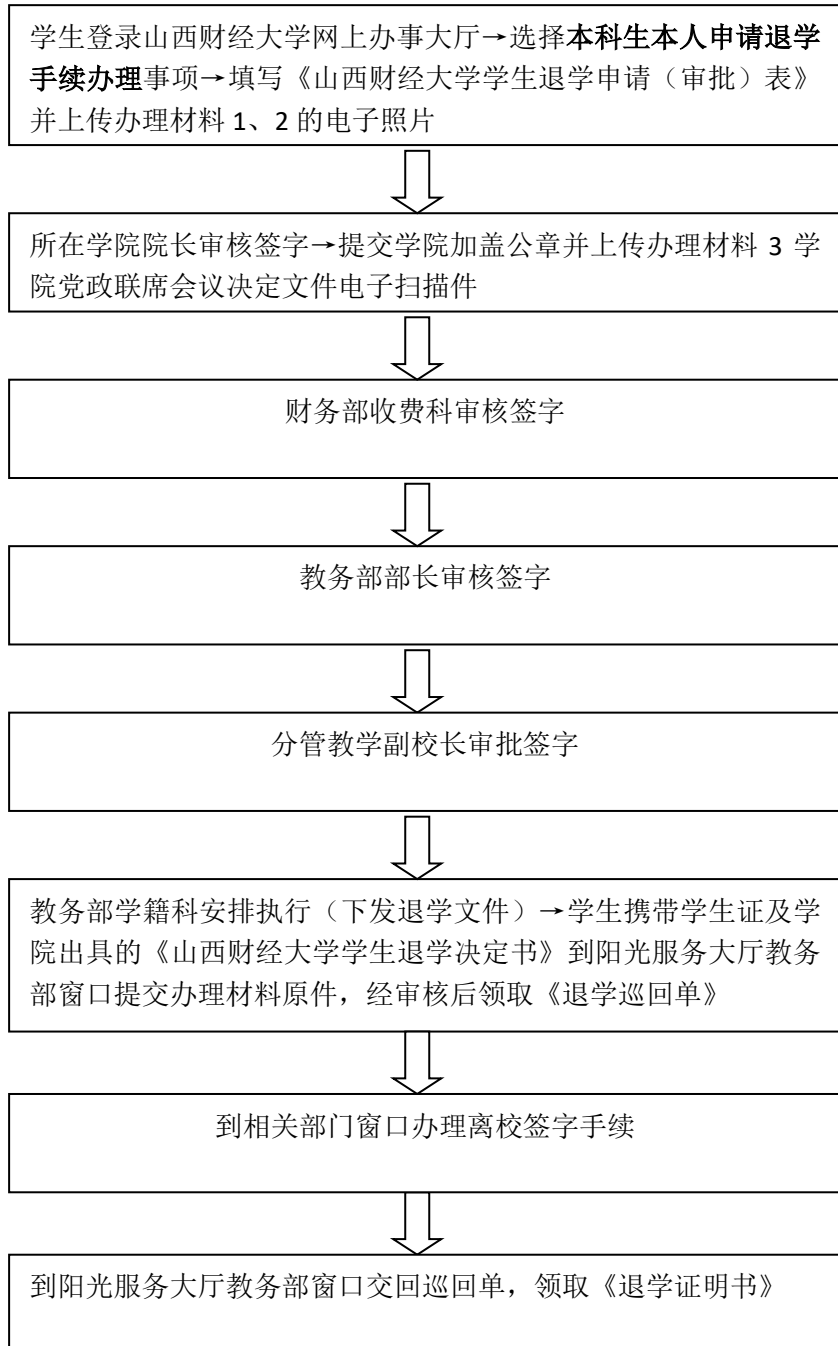 学生登录山西财经大学网上办事大厅→选择本科生本人申请退学
手续办理事项→填写《山西财经大学学生退学申请（审批）表》
并上传办理材料 1、2 的电子照片
所在学院院长审核签字→提交学院加盖公章并上传办理材料 3 学
院党政联席会议决定文件电子扫描件
财务部收费科审核签字
教务部部长审核签字
分管教学副校长审批签字
教务部学籍科安排执行（下发退学文件）→学生携带学生证及学
院出具的《山西财经大学学生退学决定书》到阳光服务大厅教务
部窗口提交办理材料原件，经审核后领取《退学巡回单》
到相关部门窗口办理离校签字手续
到阳光服务大厅教务部窗口交回巡回单，领取《退学证明书》